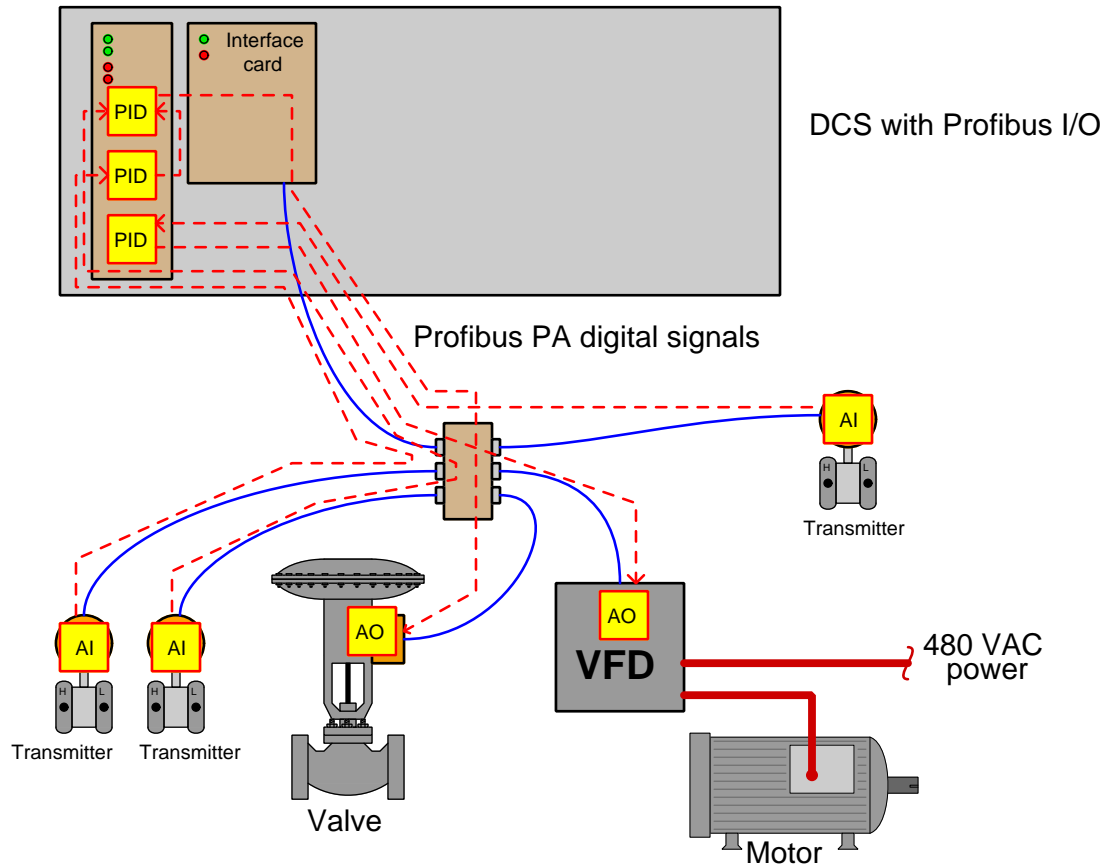 Interface
card
PID
PID
PID
DCS with Profibus I/O
Profibus PA digital signals
AI
H
L
Transmitter
AI
H
L
Transmitter
AI
H
L
Transmitter
AO
Valve
AO
VFD
480 VAC
power
Motor